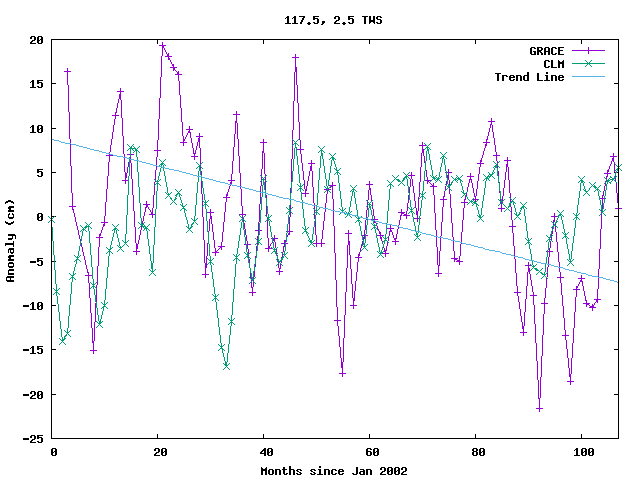 117.5, 2.5 TWS
GRACE
CLM
Trend Line
20
15
10
5
0
-5
-10
-15
-20
-25
Anomaly (cm)
0 20 40 60 80 100
Months since Jan 2002